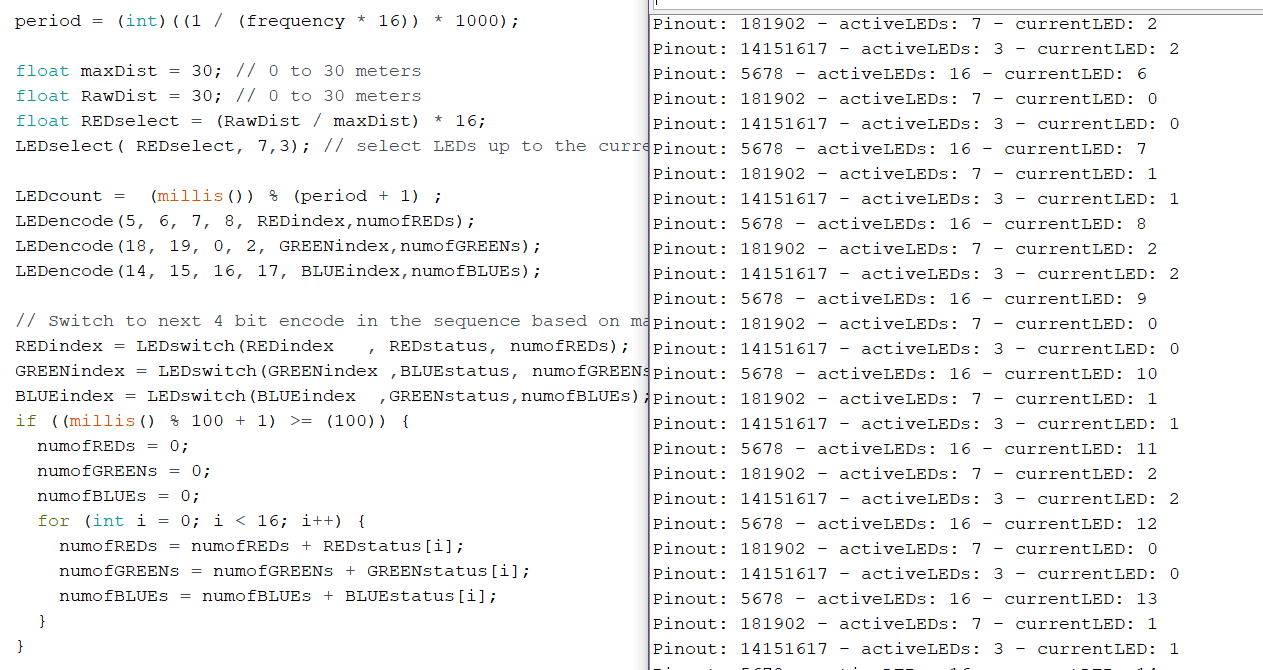 period = (int)((1 / (frequency * 16)) * 1000);
float maxDist = 30; // 0 to 30 meters
float RawDist = 30; // 0 to 30 meters
float REDselect = (RawDist / maxDist) * 16;
LEDselect( REDselect, 7,3); // select LEDs up to the curre
LEDcount =  (millis()) % (period + 1) ;
LEDencode(5, 6, 7, 8, REDindex,numofREDs);
LEDencode(18, 19, 0, 2, GREENindex,numofGREENs);
LEDencode(14, 15, 16, 17, BLUEindex,numofBLUEs);
// Switch to next 4 bit encode in the sequence based on ma
REDindex = LEDswitch(REDindex   , REDstatus, numofREDs);
GREENindex = LEDswitch(GREENindex ,BLUEstatus, numofGREENs
BLUEindex = LEDswitch(BLUEindex  ,GREENstatus,numofBLUEs);
if ((millis() % 100 + 1) >= (100)) {
  numofREDs = 0;
  numofGREENs = 0;
  numofBLUEs = 0;
  for (int i = 0; i < 16; i++) {
    numofREDs = numofREDs + REDstatus[i];
    numofGREENs = numofGREENs + GREENstatus[i];
    numofBLUEs = numofBLUEs + BLUEstatus[i];
  }
}
Pinout: 181902 - activeLEDs: 7 - currentLED: 2
Pinout: 14151617 - activeLEDs: 3 - currentLED: 2
Pinout: 5678 - activeLEDs: 16 - currentLED: 6
Pinout: 181902 - activeLEDs: 7 - currentLED: 0
Pinout: 14151617 - activeLEDs: 3 - currentLED: 0
Pinout: 5678 - activeLEDs: 16 - currentLED: 7
Pinout: 181902 - activeLEDs: 7 - currentLED: 1
Pinout: 14151617 - activeLEDs: 3 - currentLED: 1
Pinout: 5678 - activeLEDs: 16 - currentLED: 8
Pinout: 181902 - activeLEDs: 7 - currentLED: 2
Pinout: 14151617 - activeLEDs: 3 - currentLED: 2
Pinout: 5678 - activeLEDs: 16 - currentLED: 9
Pinout: 181902 - activeLEDs: 7 - currentLED: 0
Pinout: 14151617 - activeLEDs: 3 - currentLED: 0
Pinout: 5678 - activeLEDs: 16 - currentLED: 10
Pinout: 181902 - activeLEDs: 7 - currentLED: 1
Pinout: 14151617 - activeLEDs: 3 - currentLED: 1
Pinout: 5678 - activeLEDs: 16 - currentLED: 11
Pinout: 181902 - activeLEDs: 7 - currentLED: 2
Pinout: 14151617 - activeLEDs: 3 - currentLED: 2
Pinout: 5678 - activeLEDs: 16 - currentLED: 12
Pinout: 181902 - activeLEDs: 7 - currentLED: 0
Pinout: 14151617 - activeLEDs: 3 - currentLED: 0
Pinout: 5678 - activeLEDs: 16 - currentLED: 13
Pinout: 181902 - activeLEDs: 7 - currentLED: 1
Pinout: 14151617 - activeLEDs: 3 - currentLED: 1